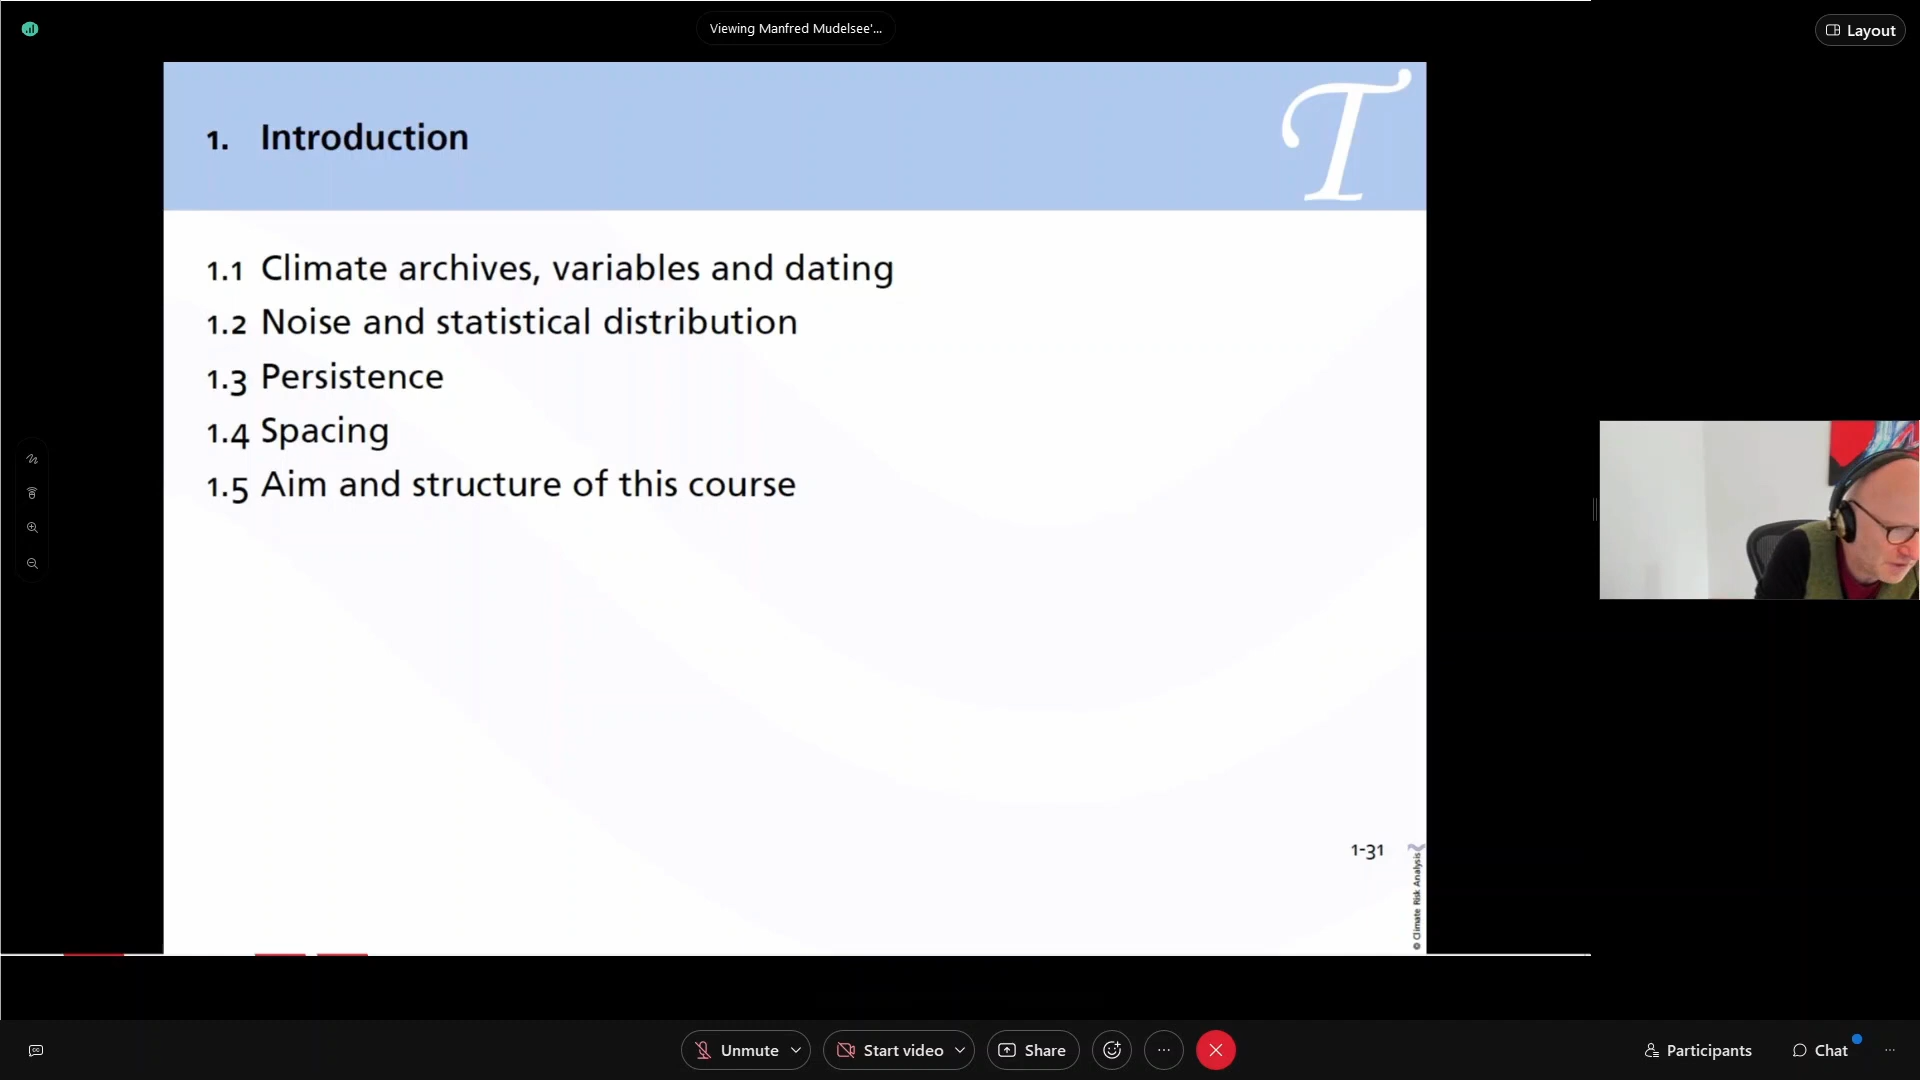 Viewing Manfred Mudelsee'...
Layout
T
1. Introduction
1.1 Climate archives, variables and dating
1.2 Noise and statistical distribution
1.3 Persistence
1.4 Spacing
1.5 Aim and structure of this course
1-31
© Climate Risk Analysis
Unmute
Start video
Share
Participants
Chat